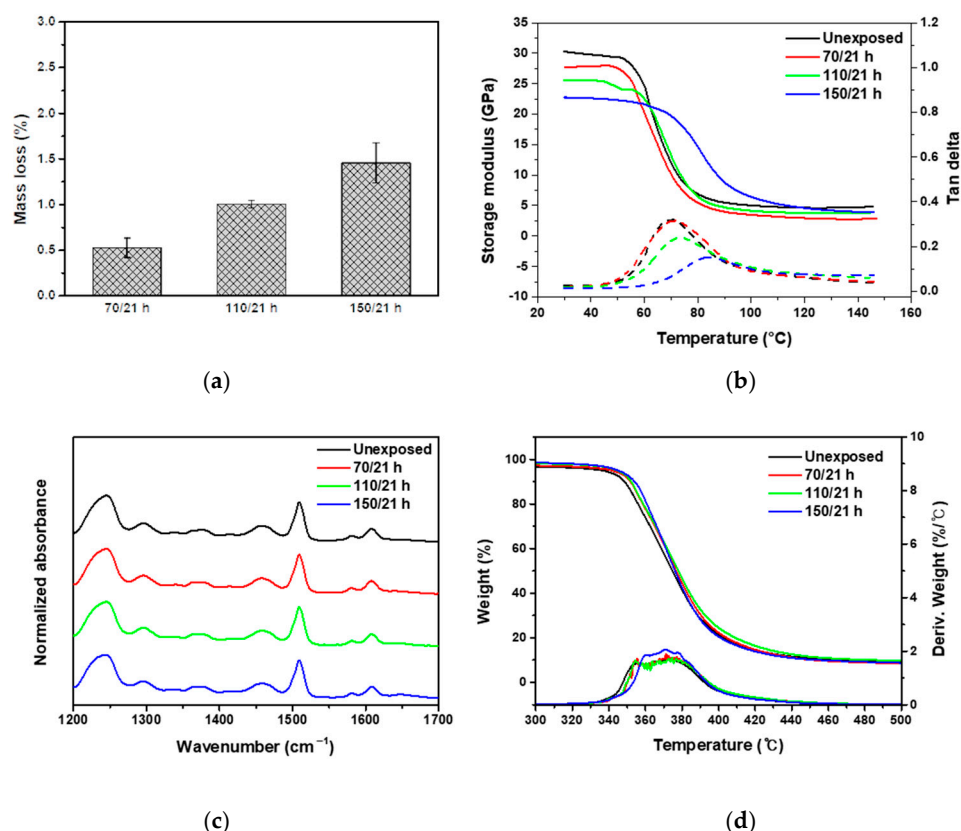 3.0
2.5
2.0
1.5
1.0
0.5
0.0
Mass loss (%)
70/21 h 110/21 h 150/21 h
(a)
35
30
25
20
15
10
5
0
-5
-10
Storage modulus (GPa)
Unexposed
70/21 h
110/21 h
150/21 h
1.2
1.0
0.8
0.6
0.4
0.2
0.0
Tan delta
20 40 60 80 100 120 140 160
Temperature (°C)
(b)
Normalized absorbance
Unexposed
70/21 h
110/21 h
150/21 h
1200 1300 1400 1500 1600 1700
Wavenumber (cm⁻¹)
(c)
100
80
60
40
20
0
Weight (%)
Unexposed
70/21 h
110/21 h
150/21 h
10
8
6
4
2
0
Deriv. Weight (%/℃)
300 320 340 360 380 400 420 440 460 480 500
Temperature (℃)
(d)